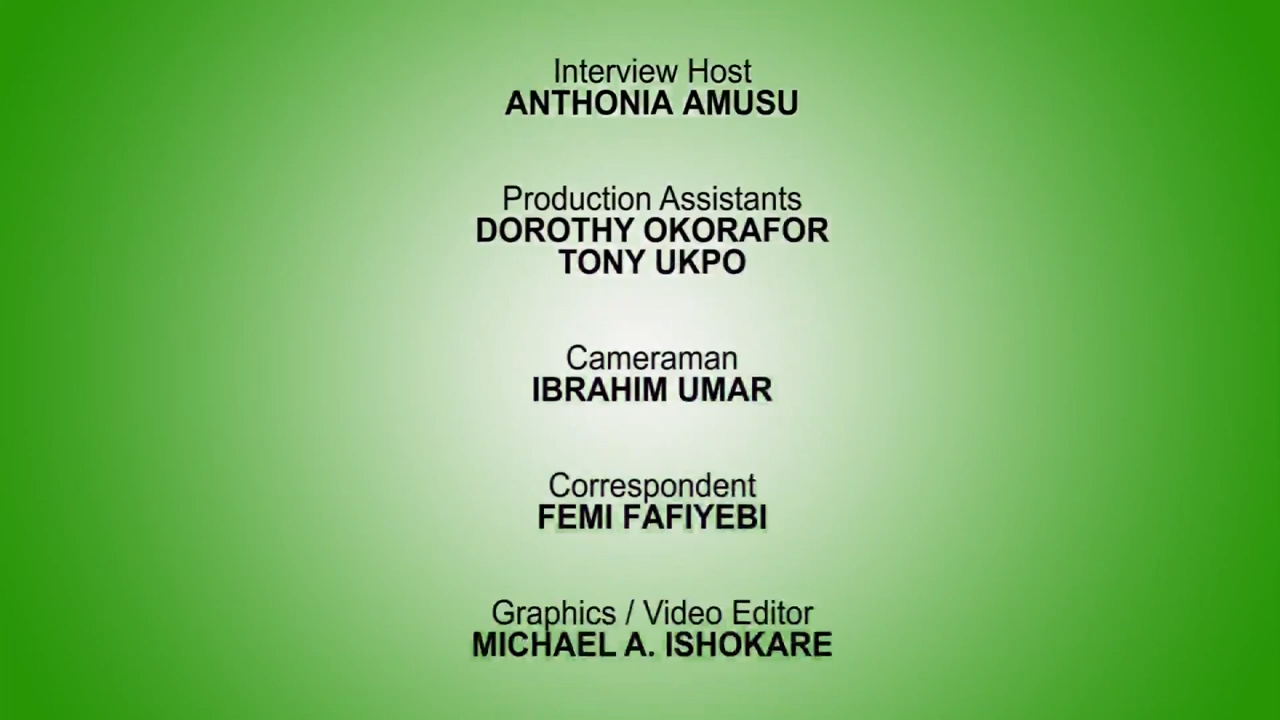 Interview Host
ANTHONIA AMUSU
Production Assistants
DOROTHY OKORAFOR
TONY UKPO
Cameraman
IBRAHIM UMAR
Correspondent
FEMI FAFIYEBI
Graphics / Video Editor
MICHAEL A. ISHOKARE